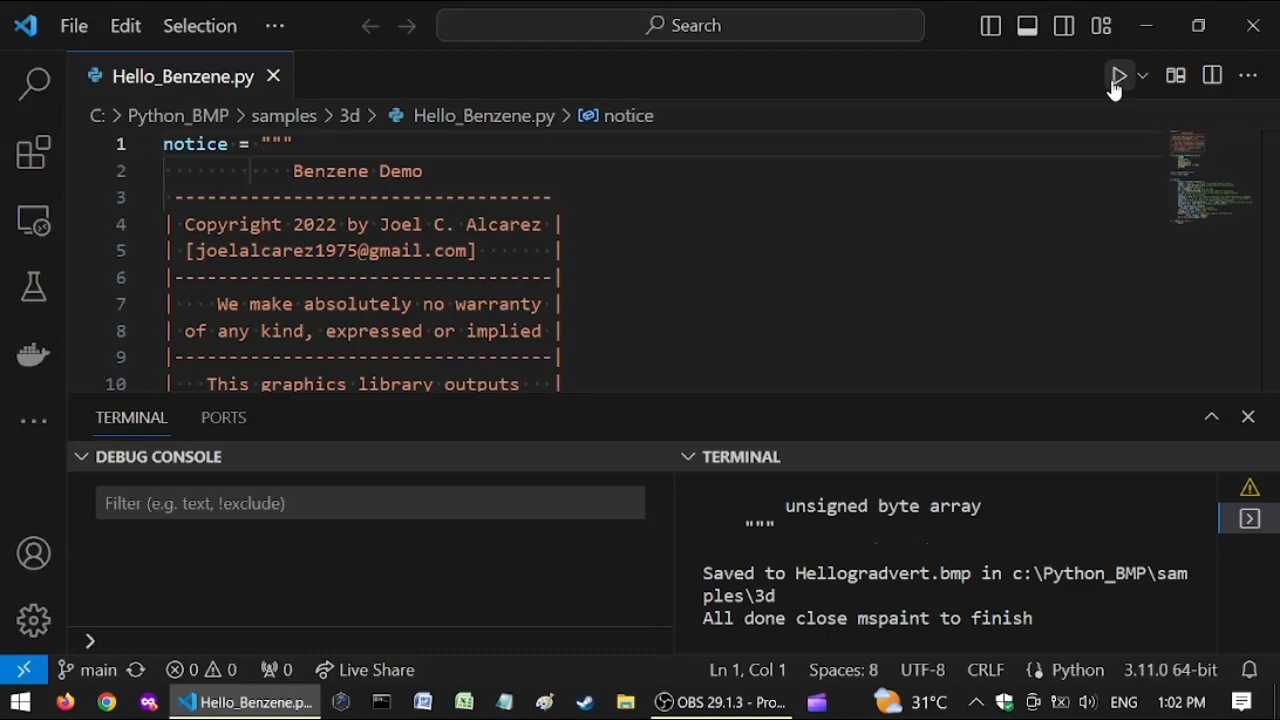 File Edit Selection ···
Search
Hello_Benzene.py
C: > Python_BMP > samples > 3d > Hello_Benzene.py > notice
1 notice = """
2 Benzene Demo
3 -----------------------------------
4 | Copyright 2022 by Joel C. Alcarez |
5 | [joelalcarez1975@gmail.com] |
6 |-----------------------------------|
7 | We make absolutely no warranty |
8 | of any kind, expressed or implied |
9 |-----------------------------------|
10 | This graphics library outputs |
TERMINAL PORTS
DEBUG CONSOLE
Filter (e.g. text, !exclude)
>
TERMINAL
unsigned byte array
"""
Saved to Hellogradvert.bmp in c:\Python_BMP\sam
ples\3d
All done close mspaint to finish
main 0 0 0 Live Share Ln 1, Col 1 Spaces: 8 UTF-8 CRLF Python 3.11.0 64-bit
Hello_Benzene.p... OBS 29.1.3 - Pro... 31°C ENG 1:02 PM